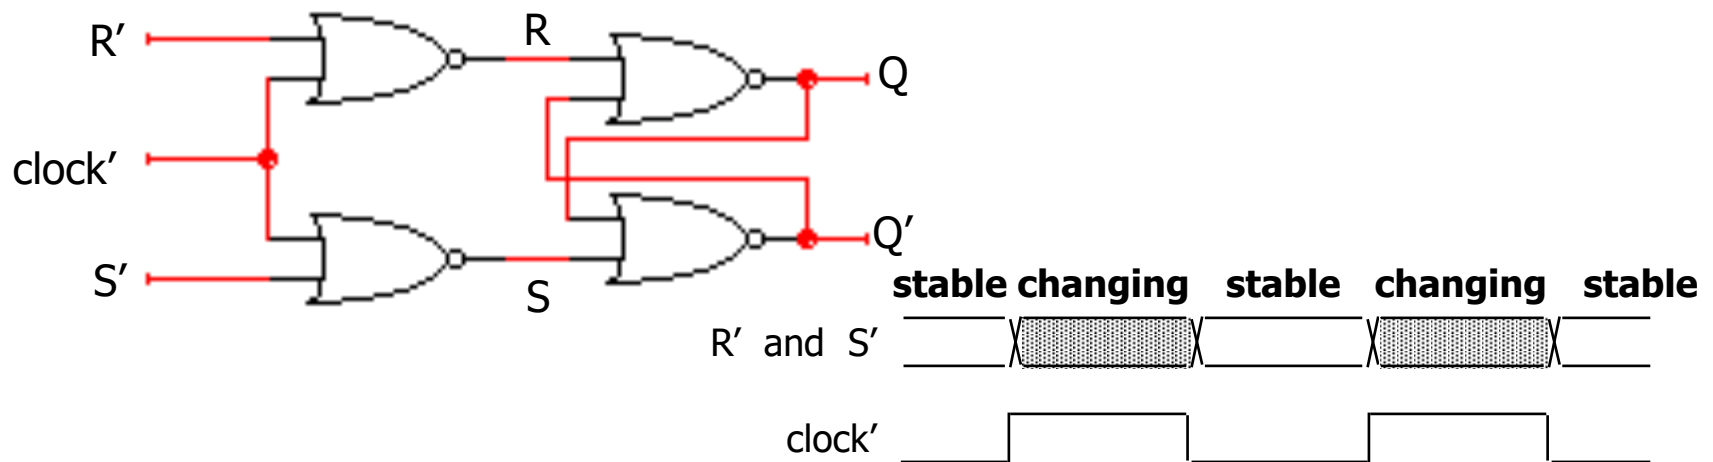 R′
R
Q
clock′
Q′
S′
S
stable changing stable changing stable
R′ and S′
clock′